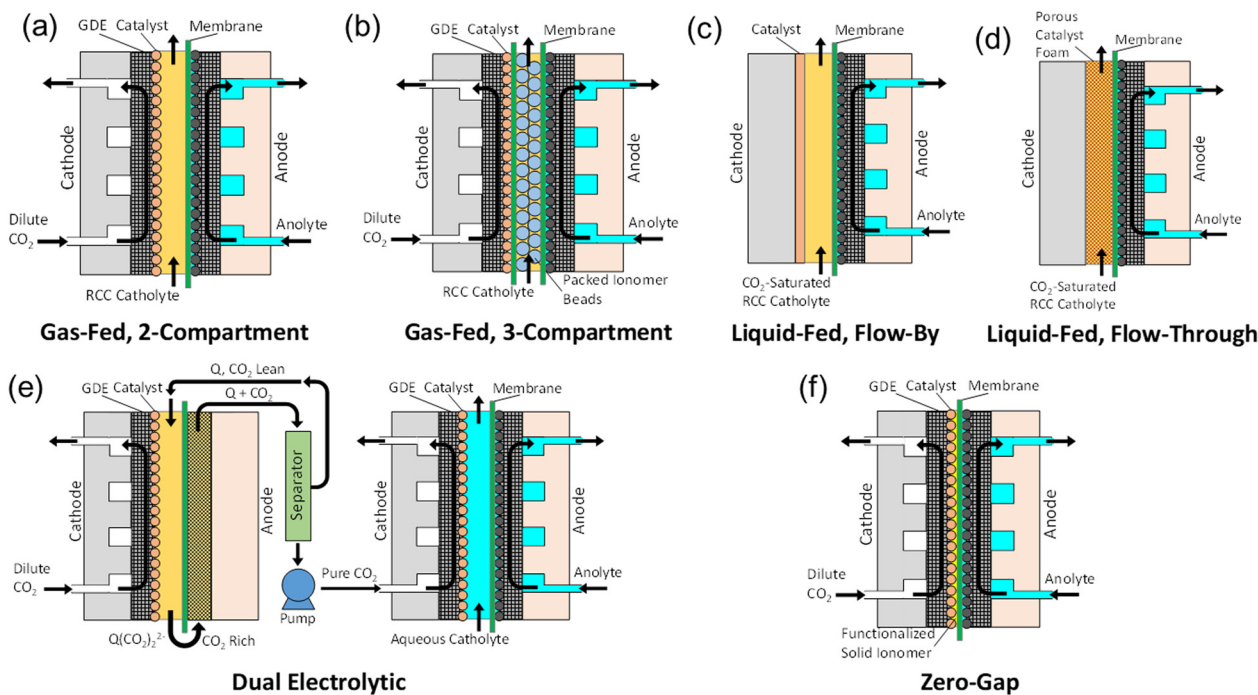 (a)
GDE Catalyst Membrane
Cathode
Anode
Dilute
CO₂
Anolyte
RCC Catholyte
Gas-Fed, 2-Compartment
(b)
GDE Catalyst Membrane
Cathode
Anode
Dilute
CO₂
Anolyte
RCC Catholyte
Packed Ionomer
Beads
Gas-Fed, 3-Compartment
(c)
Catalyst Membrane
Cathode
Anode
Anolyte
CO₂-Saturated
RCC Catholyte
Liquid-Fed, Flow-By
(d)
Porous
Catalyst
Foam
Membrane
Cathode
Anode
Anolyte
CO₂-Saturated
RCC Catholyte
Liquid-Fed, Flow-Through
(e)
GDE Catalyst
Q, CO₂ Lean
Q + CO₂
Cathode
Anode
Separator
Dilute
CO₂
Q(CO₂)₂²⁻
CO₂ Rich
Pump
Pure CO₂
GDE Catalyst Membrane
Cathode
Anode
Anolyte
Aqueous Catholyte
Dual Electrolytic
(f)
GDE Catalyst Membrane
Cathode
Anode
Dilute
CO₂
Anolyte
Functionalized
Solid Ionomer
Zero-Gap